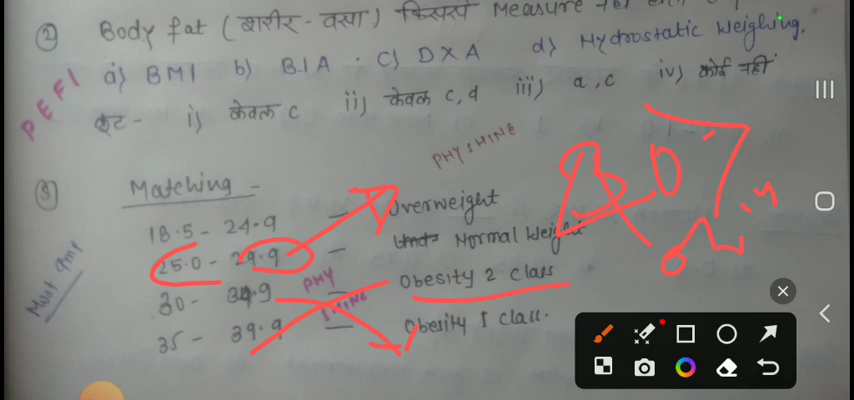 ② Body fat (शरीर - वसा) किससे Measure नहीं
a) BMI b) BIA . c) DXA d) Hydrostatic Weighing.
PEFI
कूट - i) केवल c ii) केवल c, d iii) a, c iv) कोई नहीं
PHYSHINE
③ Matching -
18.5 - 24.9 — Overweight
25.0 - 29.9 — Normal Weight
Most Imp
30 - 34.9 — Obesity 2 Class
PHY SHINE
35 - 39.9 — Obesity I Class.